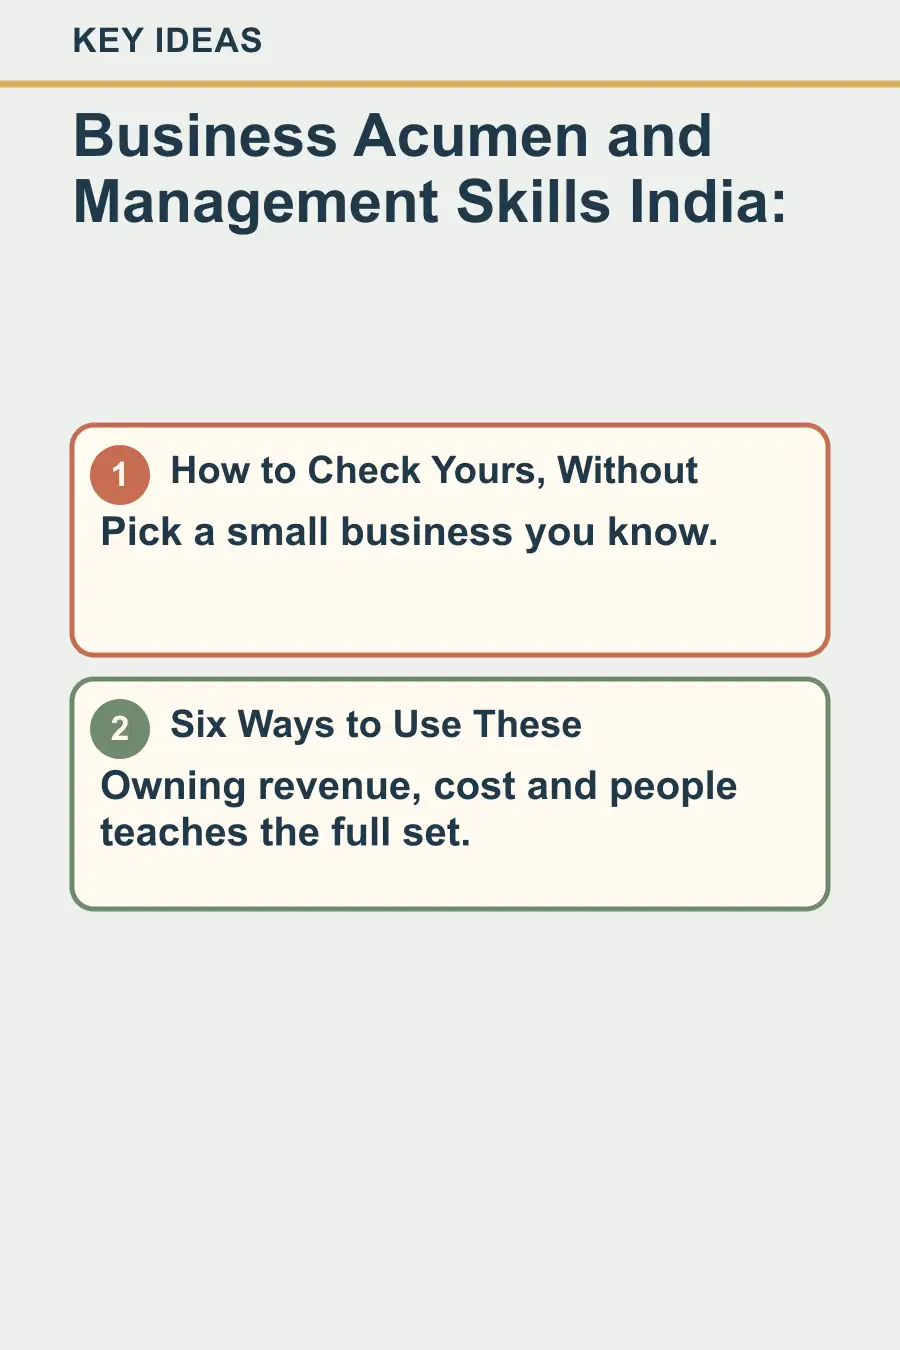 KEY IDEAS
Business Acumen and
Management Skills India:
1 How to Check Yours, Without
Pick a small business you know.
2 Six Ways to Use These
Owning revenue, cost and people
teaches the full set.